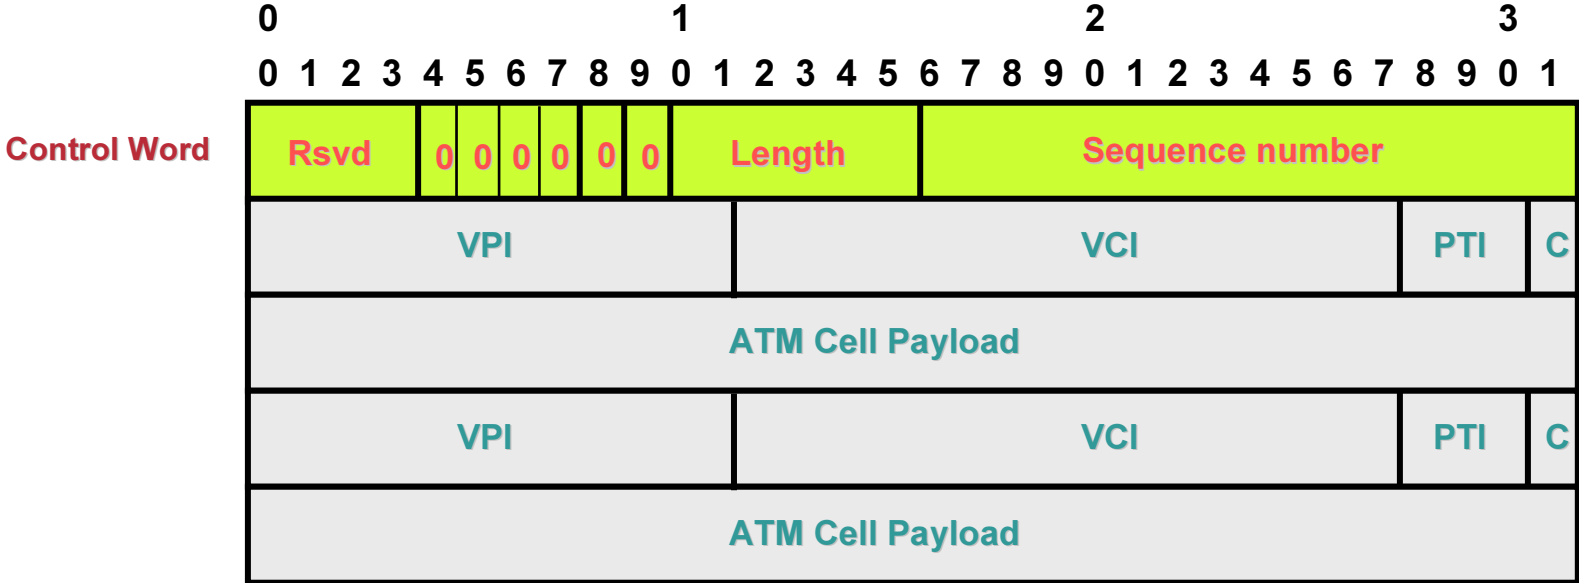 0 1 2 3
0 1 2 3 4 5 6 7 8 9 0 1 2 3 4 5 6 7 8 9 0 1 2 3 4 5 6 7 8 9 0 1
Control Word Rsvd 0 0 0 0 0 0 Length Sequence number
VPI VCI PTI C
ATM Cell Payload
VPI VCI PTI C
ATM Cell Payload